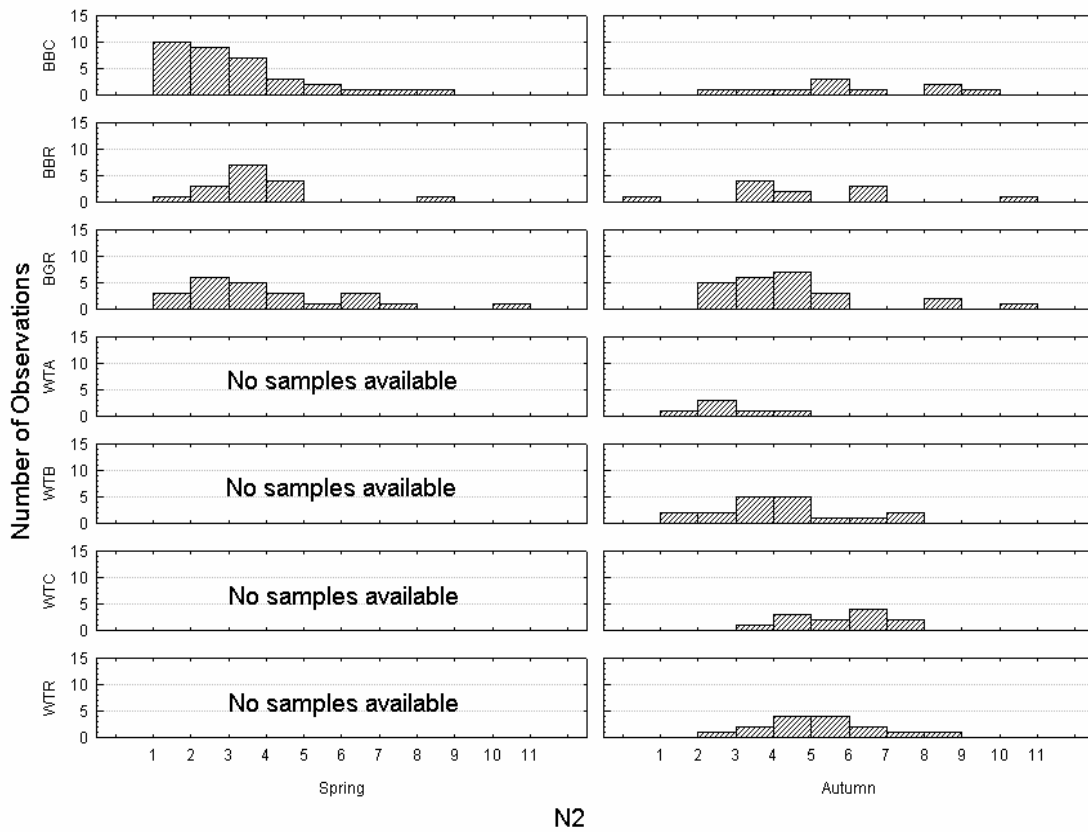 Number of Observations
BBC
15
10
5
0
BBR
15
10
5
0
BGR
15
10
5
0
WTA
15
10
5
0
No samples available
WTB
15
10
5
0
No samples available
WTC
15
10
5
0
No samples available
WTR
15
10
5
0
No samples available
1 2 3 4 5 6 7 8 9 10 11
1 2 3 4 5 6 7 8 9 10 11
Spring
Autumn
N2